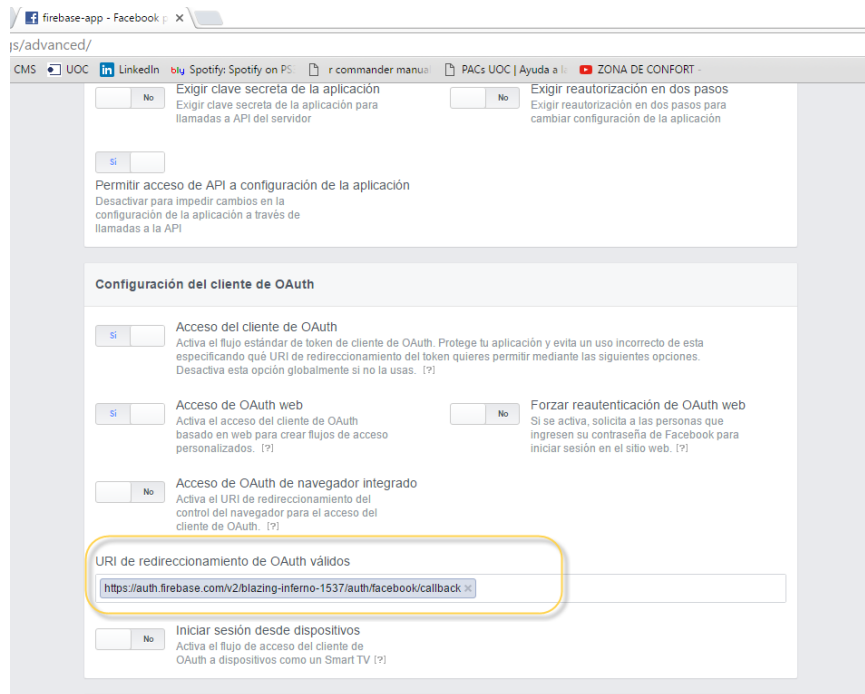 firebase-app - Facebook p
gs/advanced/
CMS UOC LinkedIn bly Spotify: Spotify on PS: r commander manual PACs UOC | Ayuda a la ZONA DE CONFORT -
No
Exigir clave secreta de la aplicación
Exigir clave secreta de la aplicación para
llamadas a API del servidor
No
Exigir reautorización en dos pasos
Exigir reautorización en dos pasos para
cambiar configuración de la aplicación
Sí
Permitir acceso de API a configuración de la aplicación
Desactivar para impedir cambios en la
configuración de la aplicación a través de
llamadas a la API
Configuración del cliente de OAuth
Sí
Acceso del cliente de OAuth
Activa el flujo estándar de token de cliente de OAuth. Protege tu aplicación y evita un uso incorrecto de esta
especificando qué URI de redireccionamiento del token quieres permitir mediante las siguientes opciones.
Desactiva esta opción globalmente si no la usas. [?]
Sí
Acceso de OAuth web
Activa el acceso del cliente de OAuth
basado en web para crear flujos de acceso
personalizados. [?]
No
Forzar reautenticación de OAuth web
Si se activa, solicita a las personas que
ingresen su contraseña de Facebook para
iniciar sesión en el sitio web. [?]
No
Acceso de OAuth de navegador integrado
Activa el URI de redireccionamiento del
control del navegador para el acceso del
cliente de OAuth. [?]
URI de redireccionamiento de OAuth válidos
https://auth.firebase.com/v2/blazing-inferno-1537/auth/facebook/callback ×
No
Iniciar sesión desde dispositivos
Activa el flujo de acceso del cliente de
OAuth a dispositivos como un Smart TV [?]